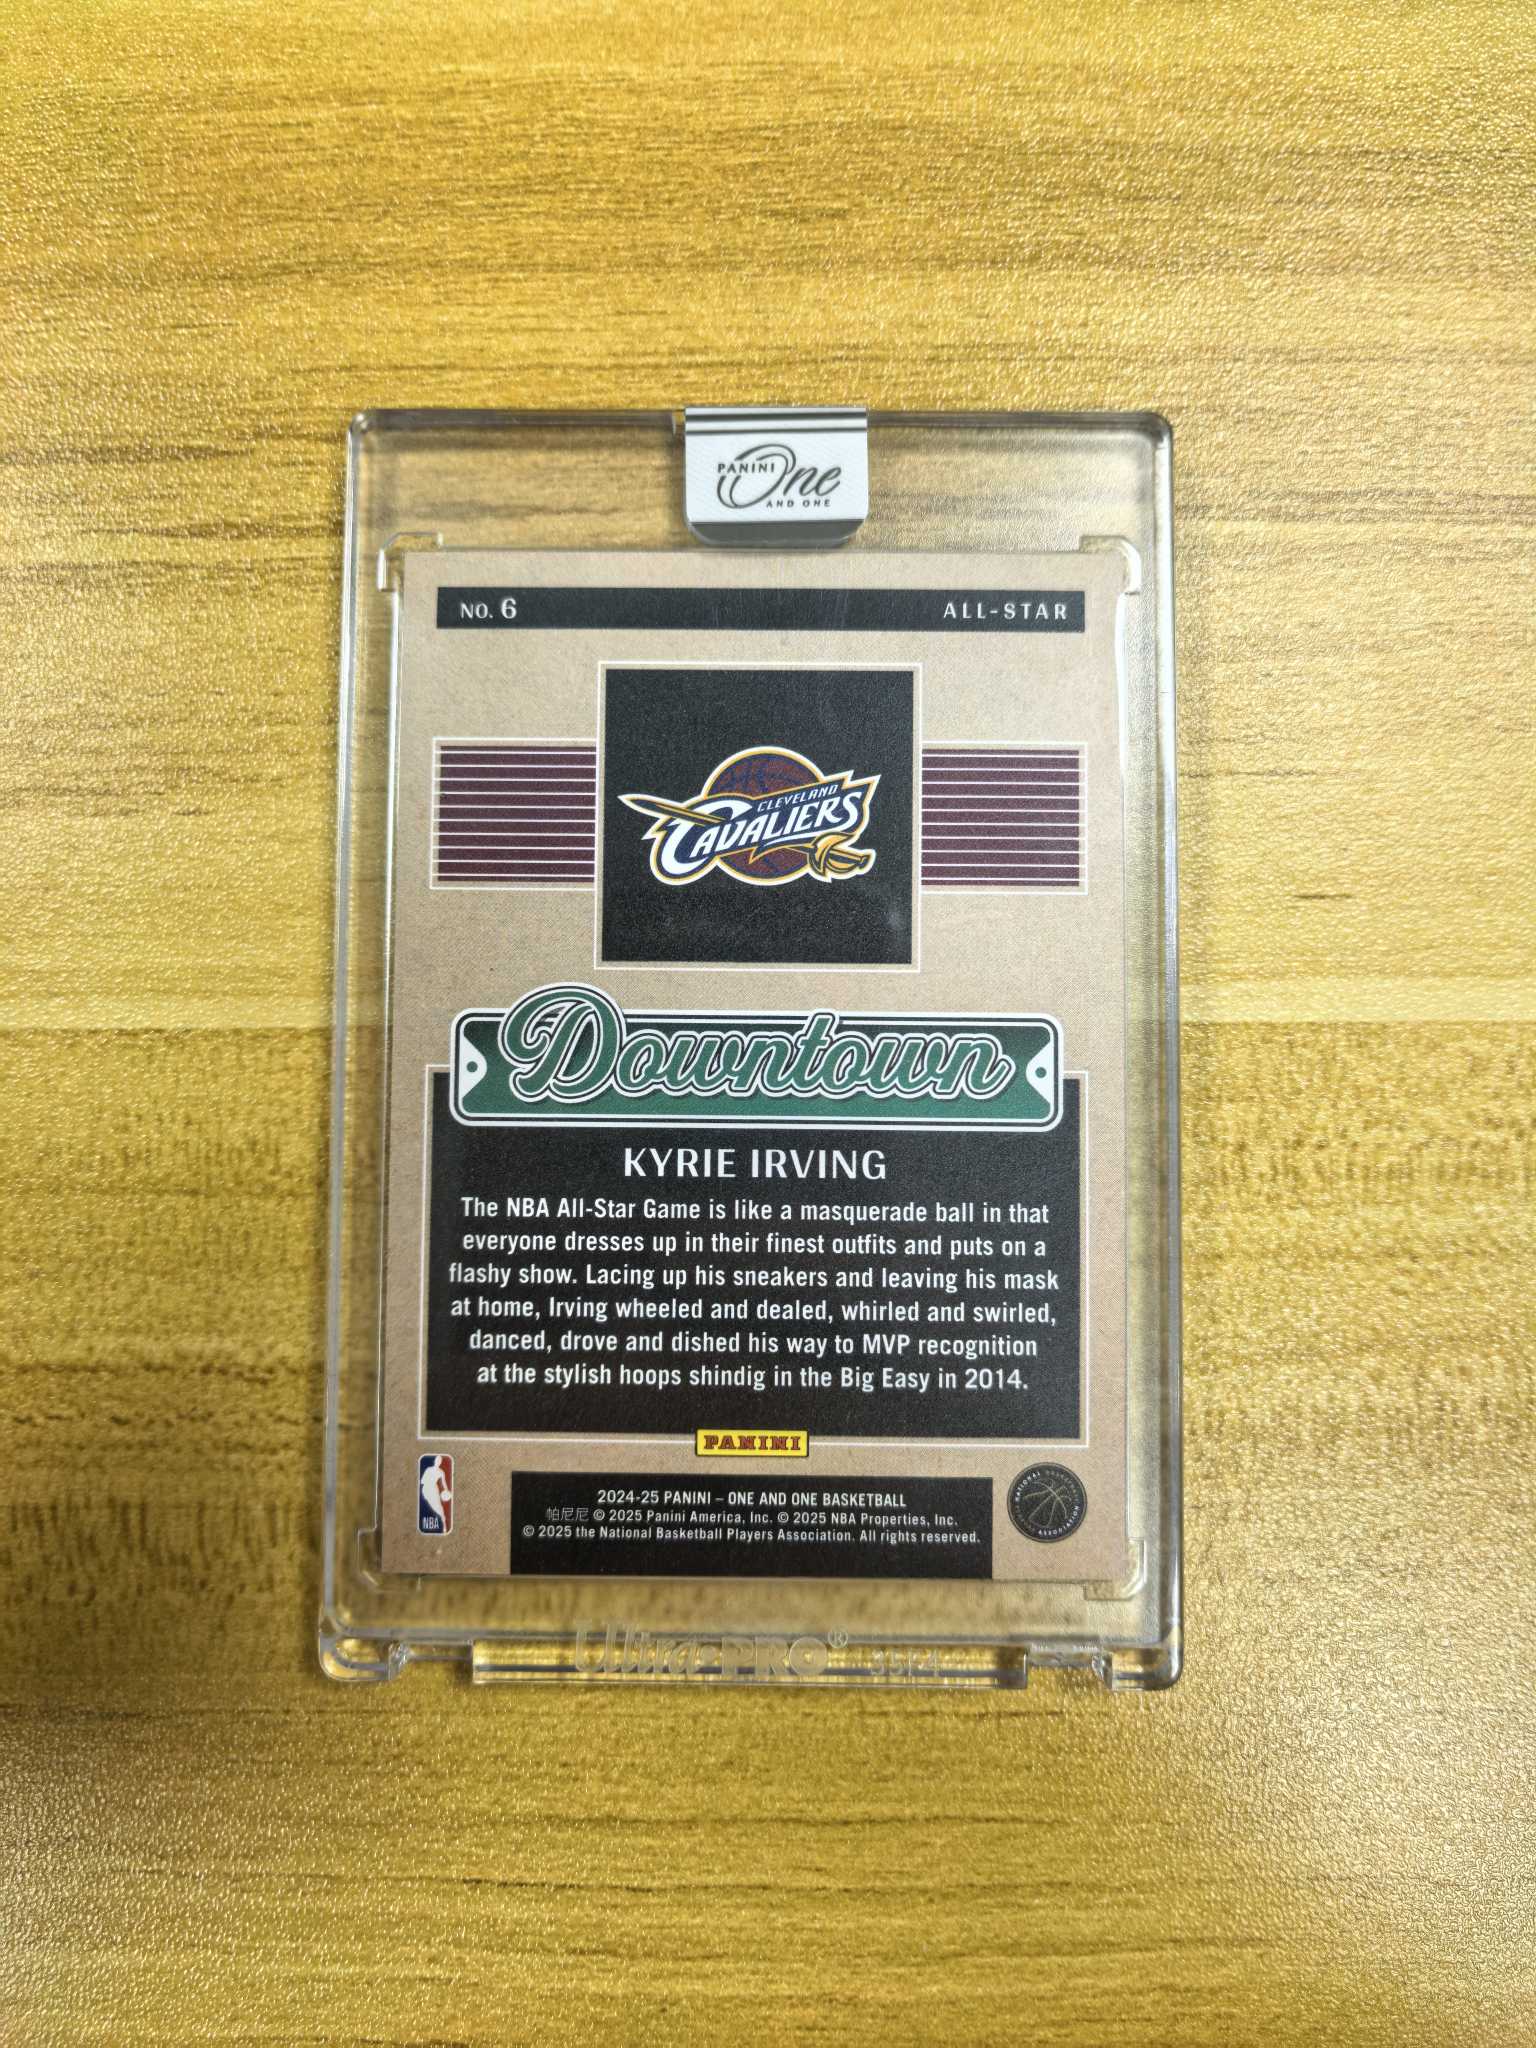 PANINI
One
AND ONE
NO. 6
ALL-STAR
CLEVELAND
CAVALIERS
Downtown
KYRIE IRVING
The NBA All-Star Game is like a masquerade ball in that
everyone dresses up in their finest outfits and puts on a
flashy show. Lacing up his sneakers and leaving his mask
at home, Irving wheeled and dealed, whirled and swirled,
danced, drove and dished his way to MVP recognition
at the stylish hoops shindig in the Big Easy in 2014.
PANINI
NBA
2024-25 PANINI – ONE AND ONE BASKETBALL
帕尼尼 © 2025 Panini America, Inc. © 2025 NBA Properties, Inc.
© 2025 the National Basketball Players Association. All rights reserved.
NATIONAL BASKETBALL
PLAYERS ASSOCIATION
Ultra·PRO®